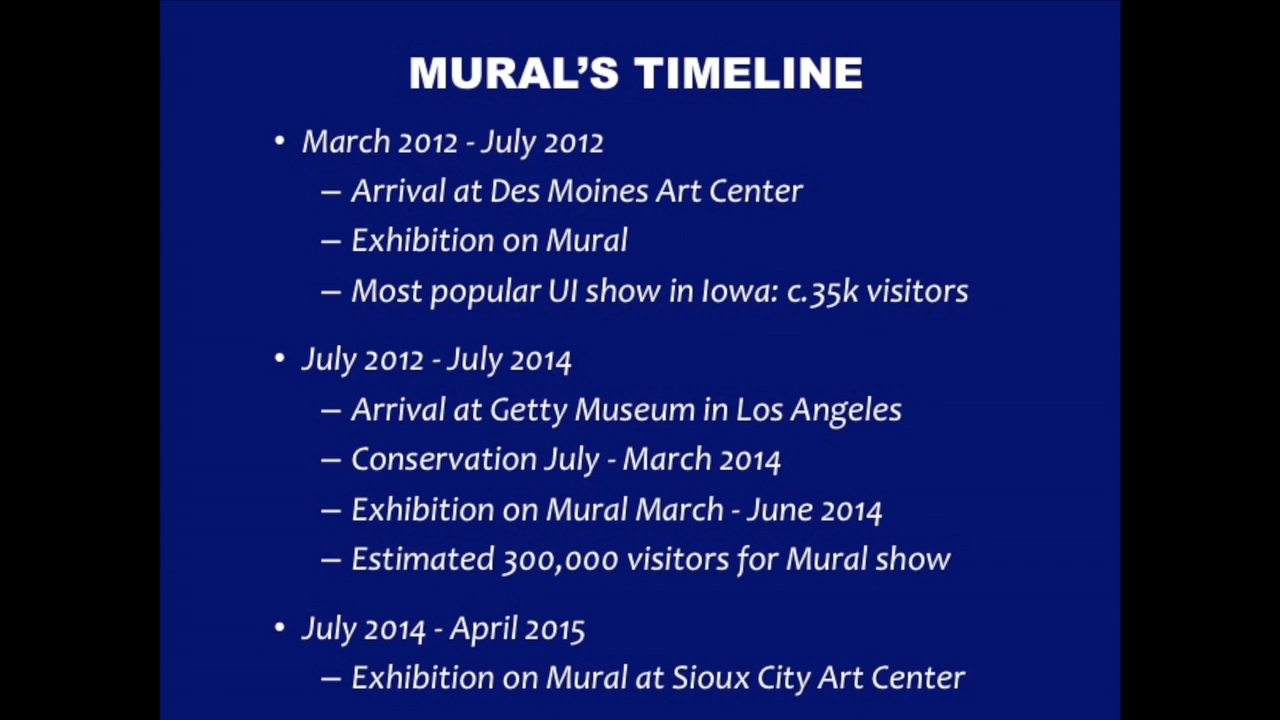 MURAL’S TIMELINE
• March 2012 - July 2012
– Arrival at Des Moines Art Center
– Exhibition on Mural
– Most popular UI show in Iowa: c.35k visitors
• July 2012 - July 2014
– Arrival at Getty Museum in Los Angeles
– Conservation July - March 2014
– Exhibition on Mural March - June 2014
– Estimated 300,000 visitors for Mural show
• July 2014 - April 2015
– Exhibition on Mural at Sioux City Art Center